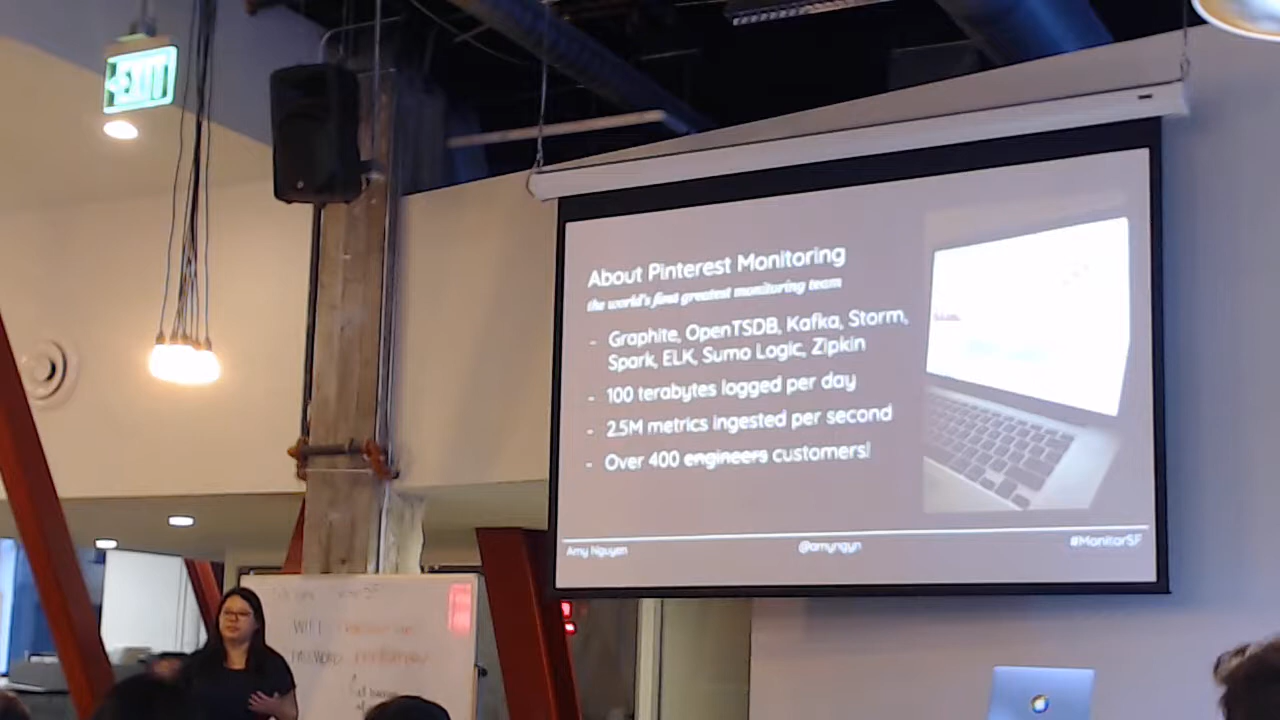 EXIT
About Pinterest Monitoring
the world's first greatest monitoring team
- Graphite, OpenTSDB, Kafka, Storm,
Spark, ELK, Sumo Logic, Zipkin
- 100 terabytes logged per day
- 2.5M metrics ingested per second
- Over 400 engineers customers!
Amy Nguyen @amyngyn #MonitorSF